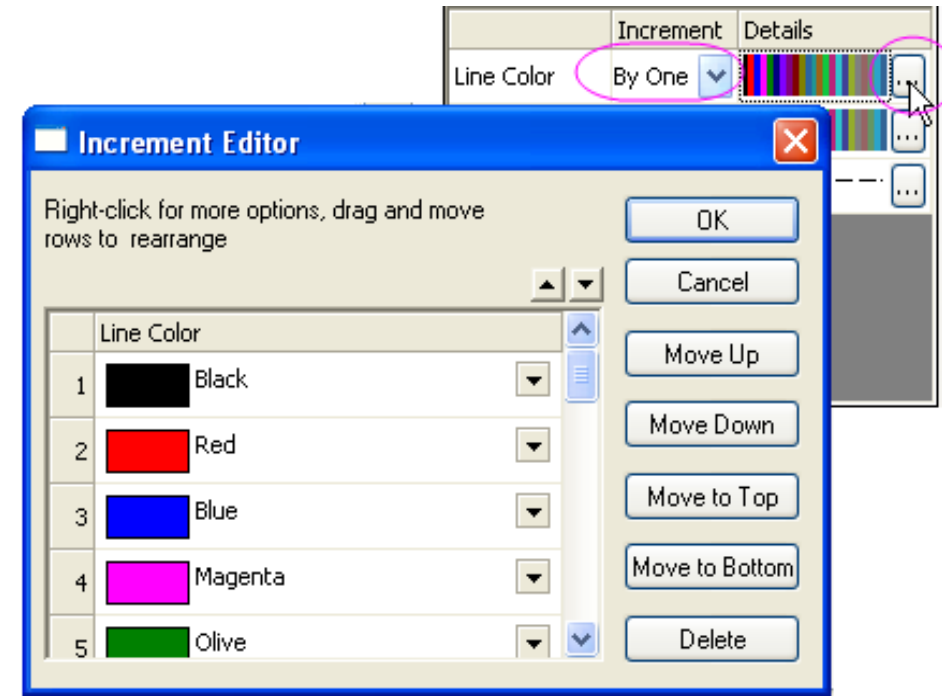 Increment Details
Line Color By One ...
...
...
Increment Editor
Right-click for more options, drag and move
rows to rearrange
OK
Cancel
Move Up
Move Down
Move to Top
Move to Bottom
Delete
Line Color
1 Black
2 Red
3 Blue
4 Magenta
5 Olive